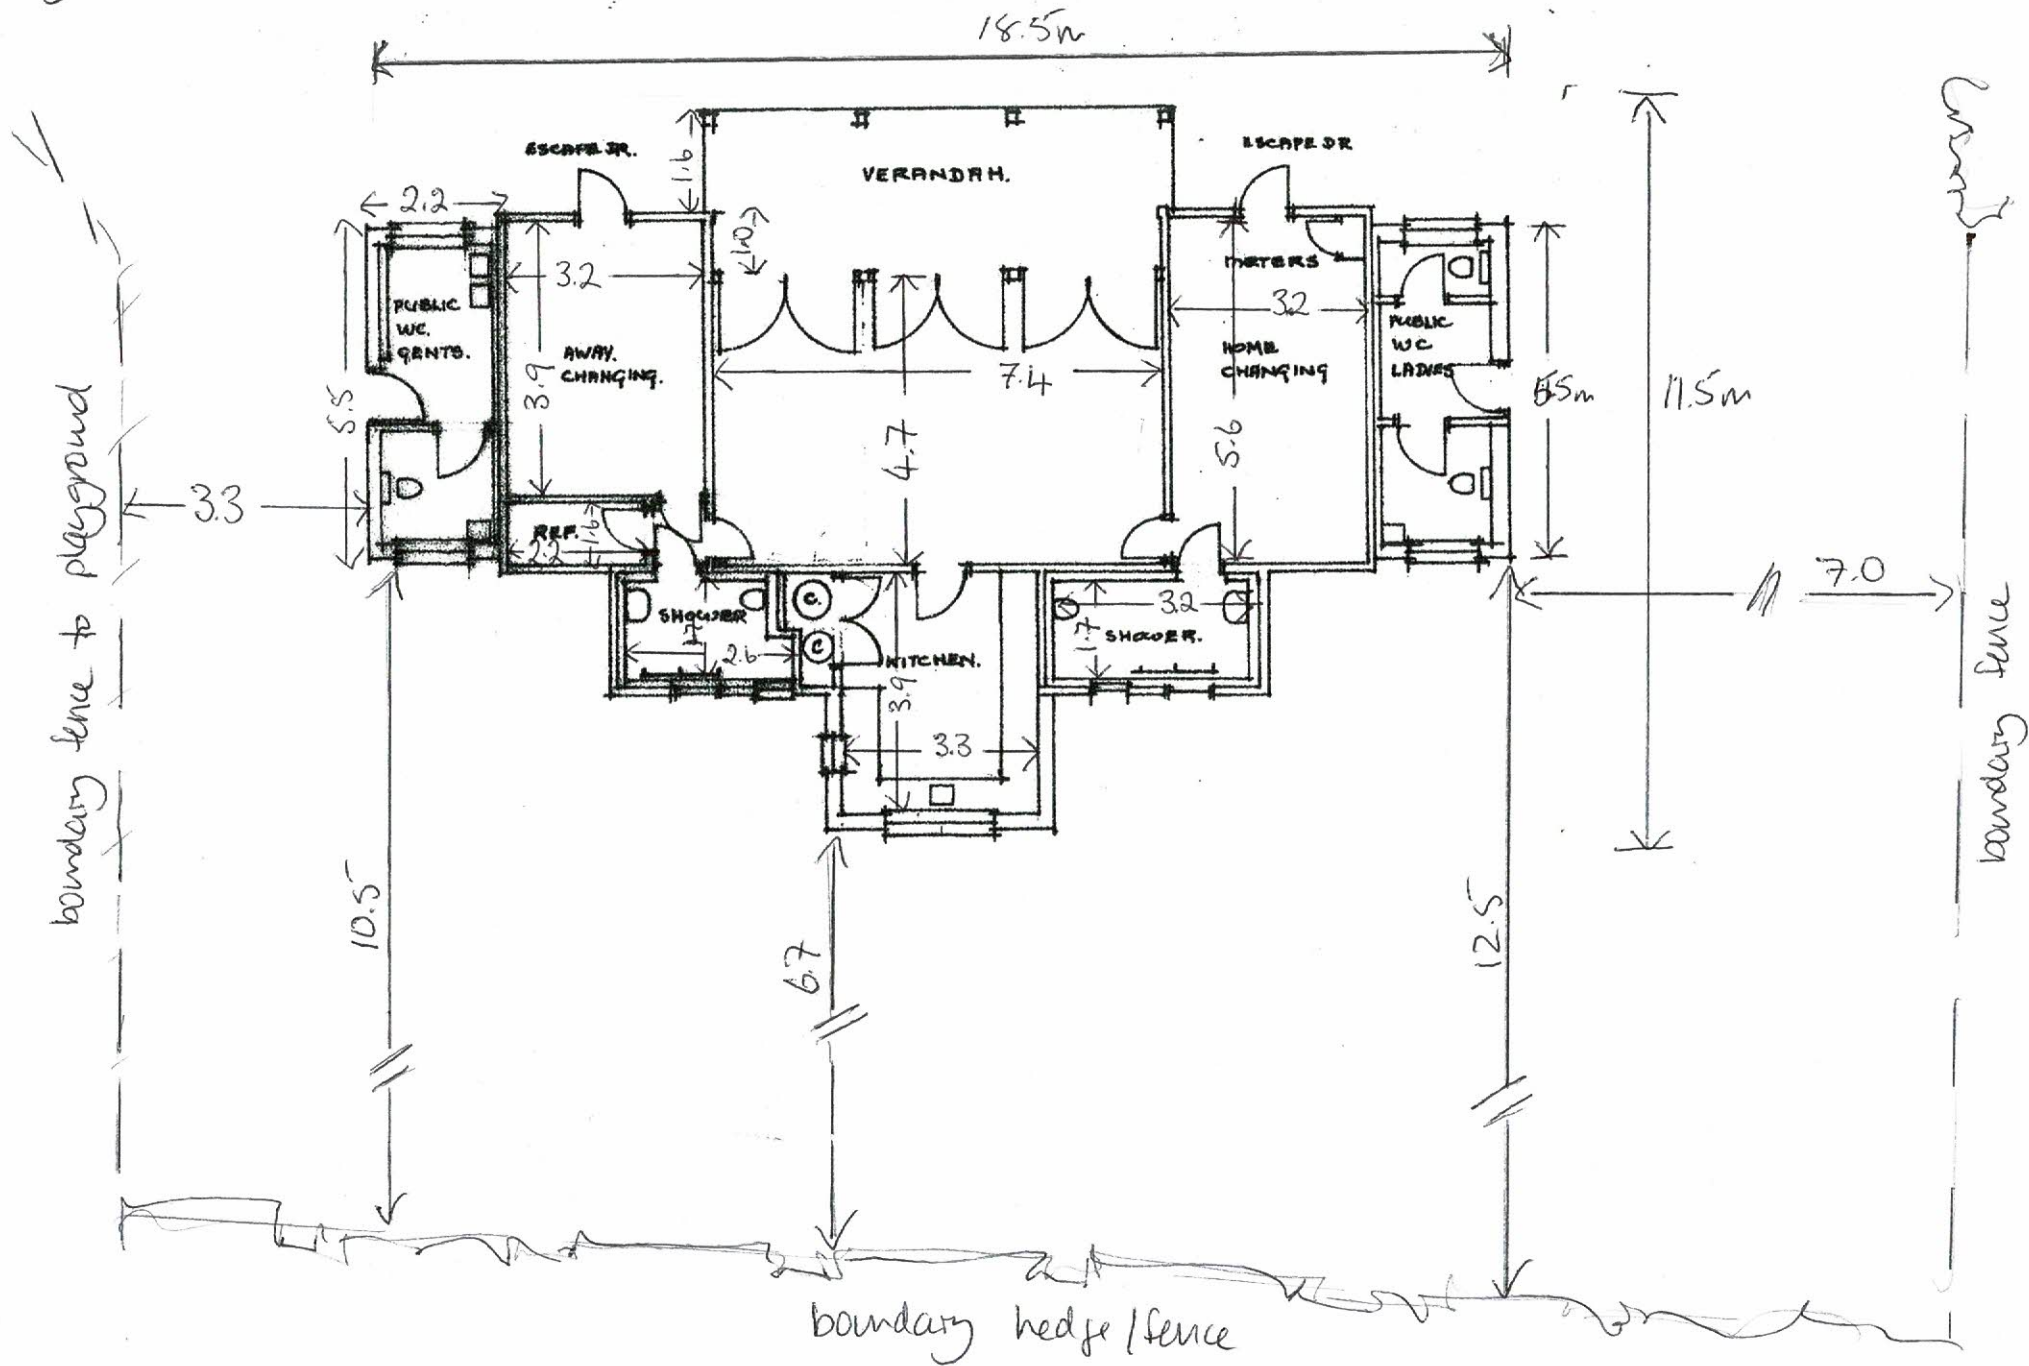 18.5m
ESCAPE DR.
ESCAPE DR
VERANDAH.
1.6
2.2
1.0
3.2
METERS
3.2
PUBLIC
WC.
GENTS.
PUBLIC
WC
LADIES
AWAY.
CHANGING.
HOME
CHANGING
7.4
5.5
3.9
4.7
5.6
5.5m
11.5m
3.3
REF.
1.6
2.2
7.0
SHOWER
1.7
2.6
C.
C
KITCHEN.
3.9
3.3
3.2
1.7
SHOWER.
boundary fence to playground
boundary fence
10.5
6.7
12.5
boundary hedge/fence